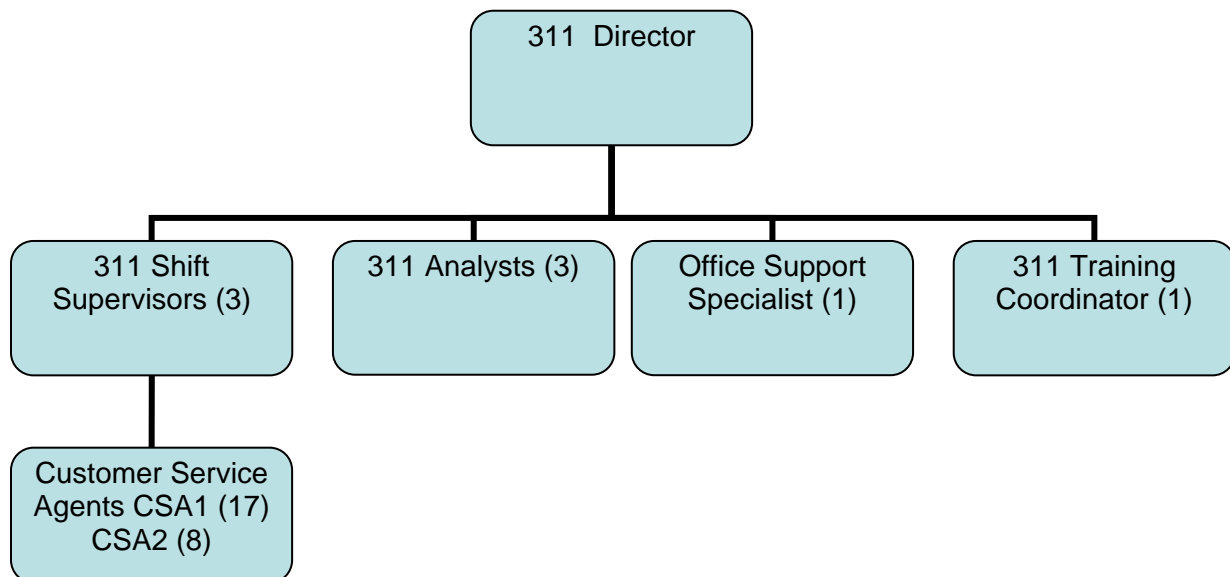 311 Director
311 Shift
Supervisors (3)
311 Analysts (3)
Office Support
Specialist (1)
311 Training
Coordinator (1)
Customer Service
Agents CSA1 (17)
CSA2 (8)